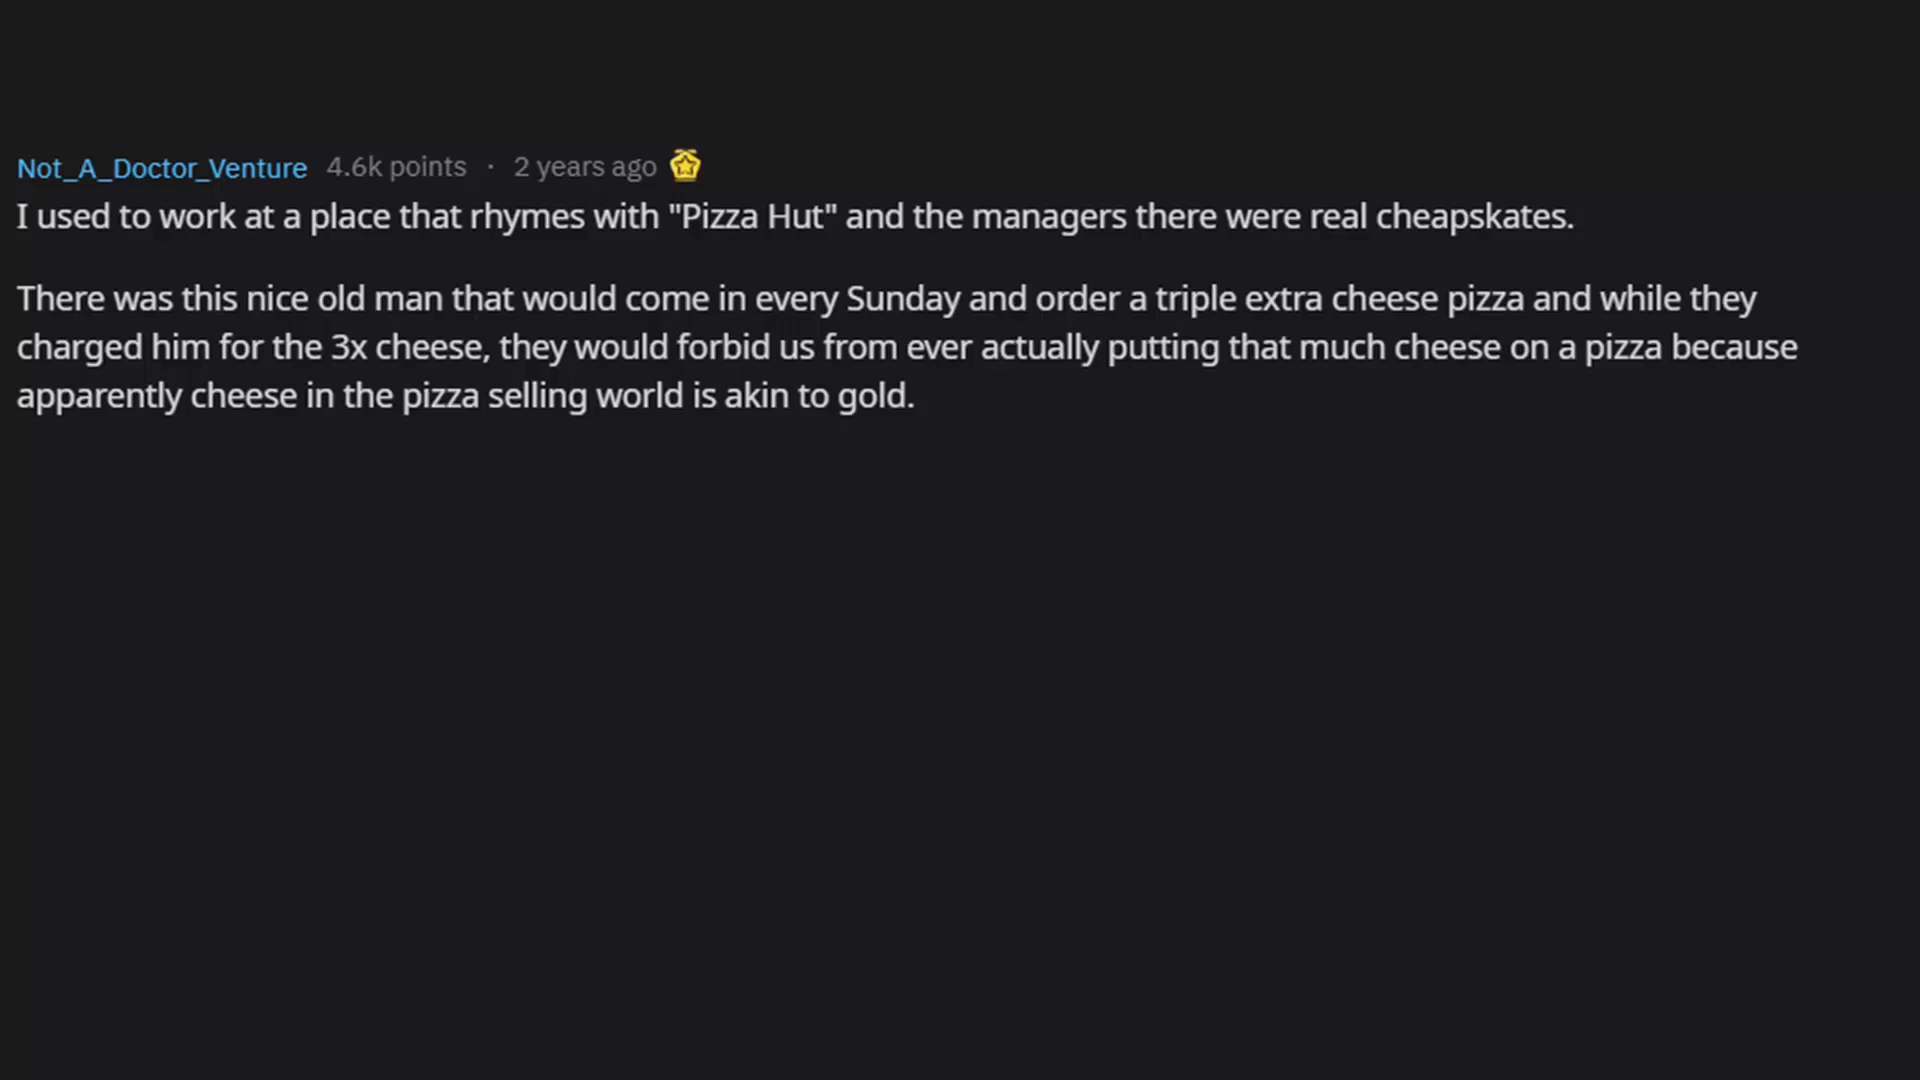 Not_A_Doctor_Venture 4.6k points · 2 years ago
I used to work at a place that rhymes with "Pizza Hut" and the managers there were real cheapskates.
There was this nice old man that would come in every Sunday and order a triple extra cheese pizza and while they
charged him for the 3x cheese, they would forbid us from ever actually putting that much cheese on a pizza because
apparently cheese in the pizza selling world is akin to gold.